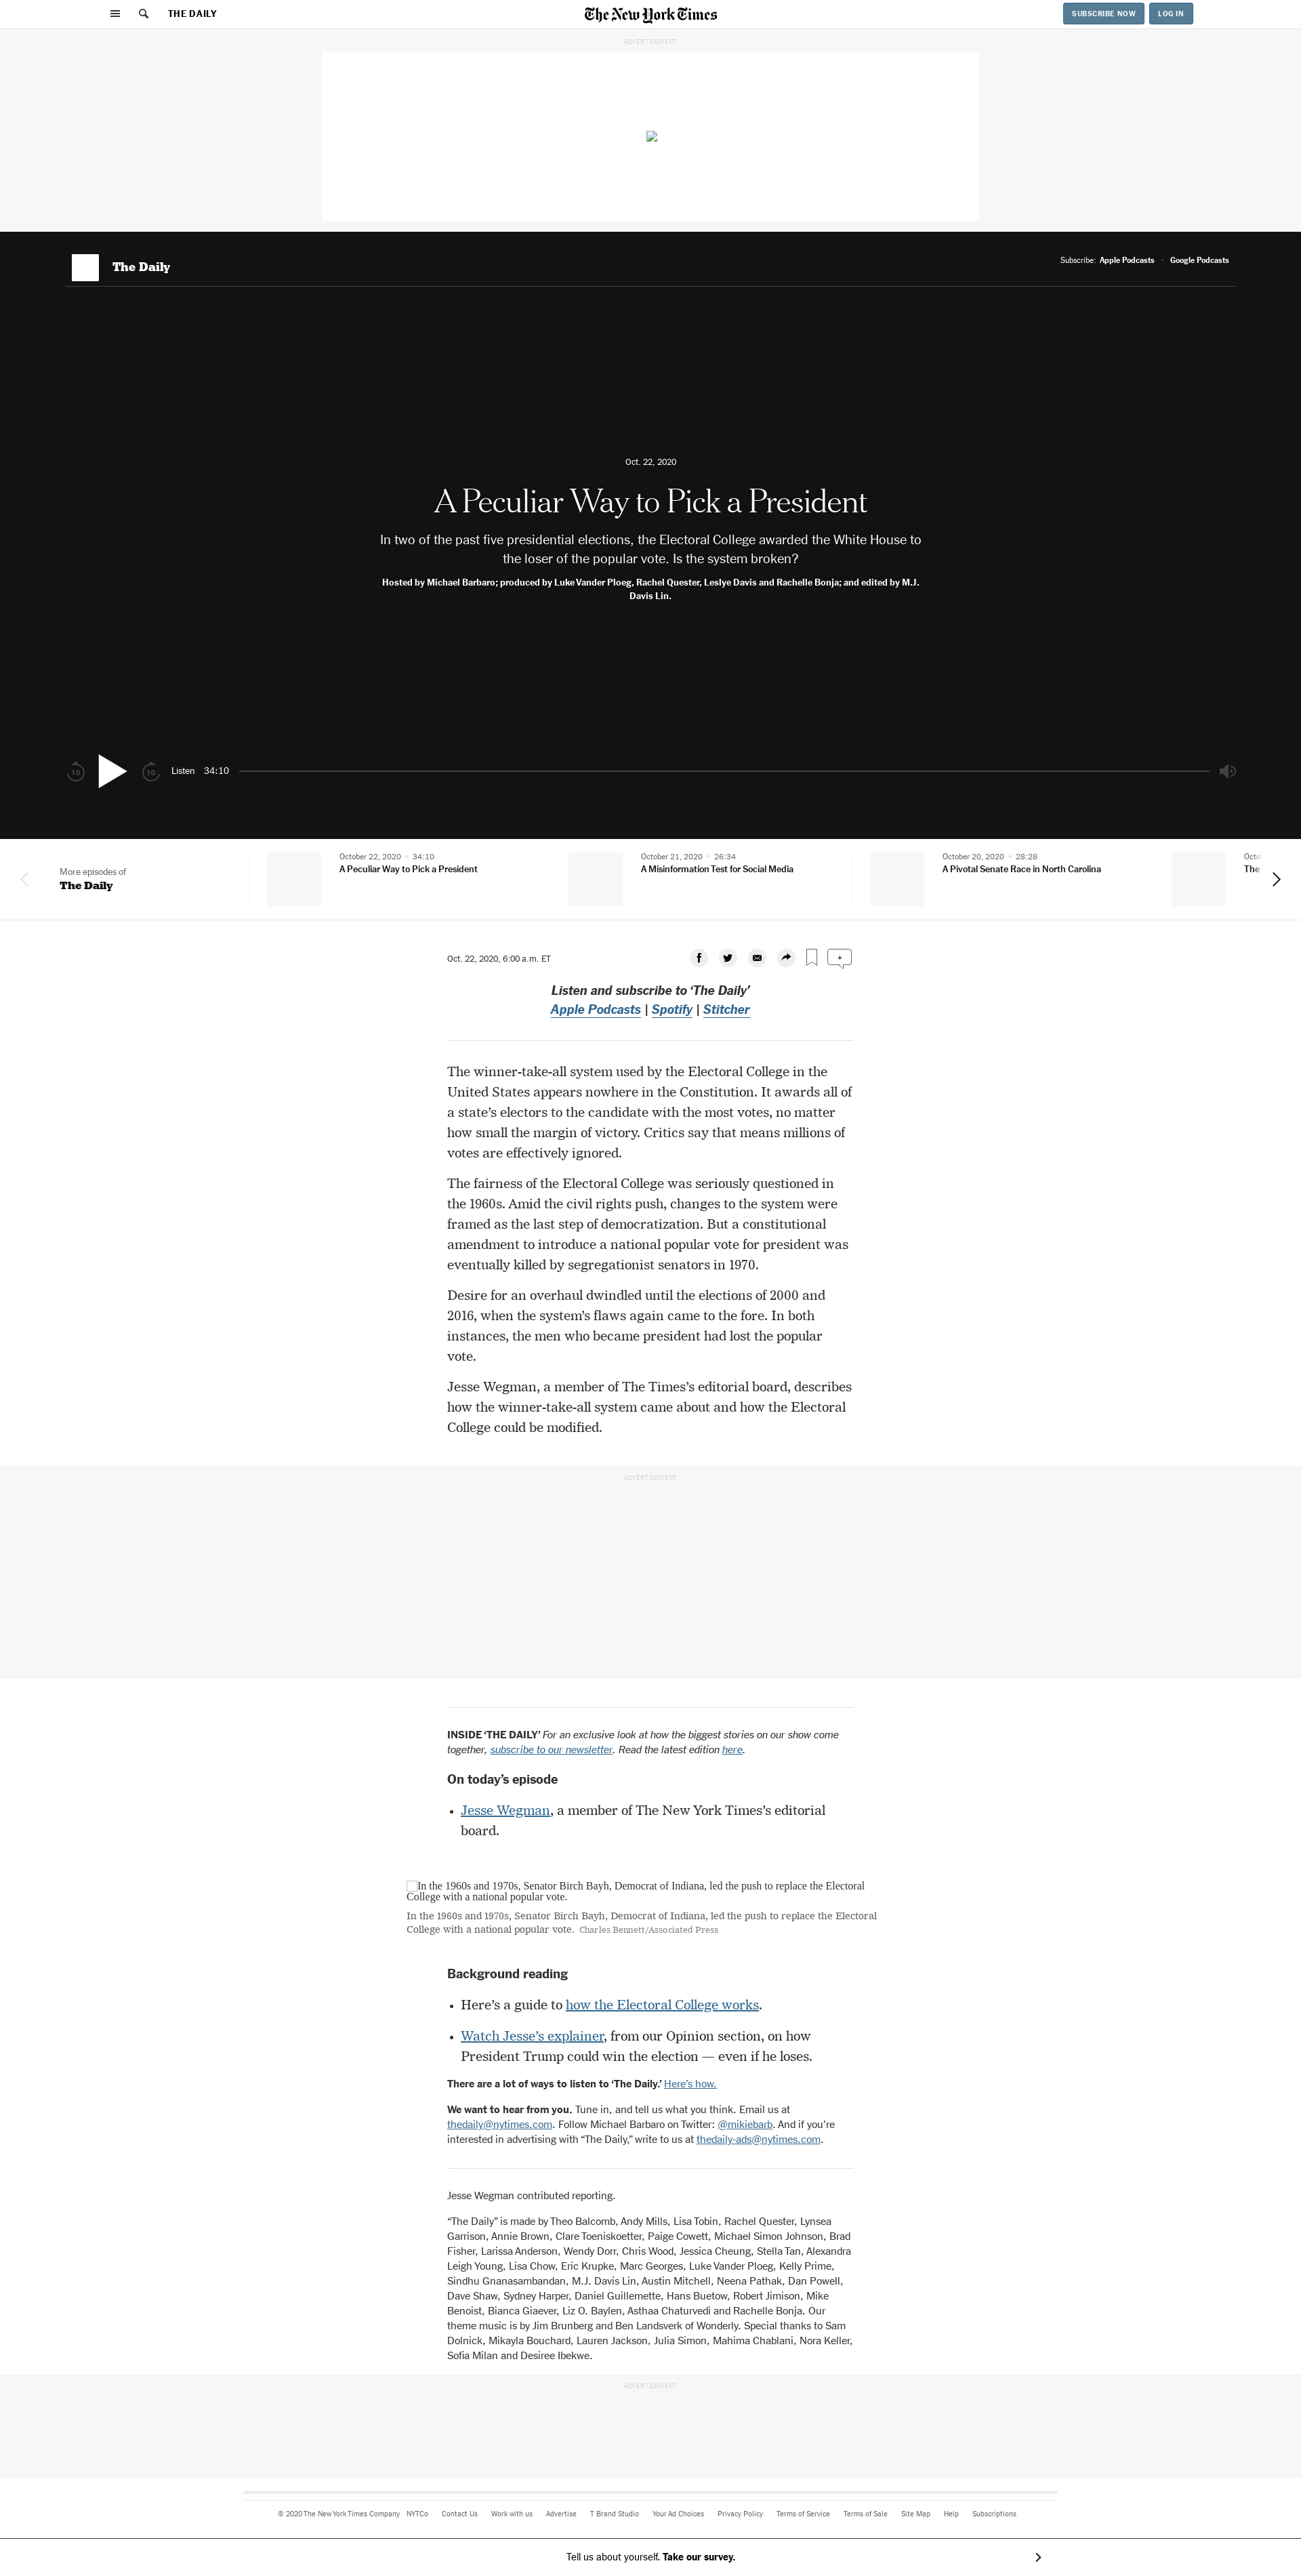 THE DAILY
The New York Times
SUBSCRIBE NOW
LOG IN
ADVERTISEMENT
The Daily
Subscribe: Apple Podcasts • Google Podcasts
Oct. 22, 2020
A Peculiar Way to Pick a President
In two of the past five presidential elections, the Electoral College awarded the White House to
the loser of the popular vote. Is the system broken?
Hosted by Michael Barbaro; produced by Luke Vander Ploeg, Rachel Quester, Leslye Davis and Rachelle Bonja; and edited by M.J.
Davis Lin.
10
10
Listen 34:10
More episodes of
The Daily
October 22, 2020 • 34:10
A Peculiar Way to Pick a President
October 21, 2020 • 26:34
A Misinformation Test for Social Media
October 20, 2020 • 28:28
A Pivotal Senate Race in North Carolina
Octo
The
Oct. 22, 2020, 6:00 a.m. ET
+
Listen and subscribe to ‘The Daily’
Apple Podcasts | Spotify | Stitcher
The winner-take-all system used by the Electoral College in the
United States appears nowhere in the Constitution. It awards all of
a state’s electors to the candidate with the most votes, no matter
how small the margin of victory. Critics say that means millions of
votes are effectively ignored.
The fairness of the Electoral College was seriously questioned in
the 1960s. Amid the civil rights push, changes to the system were
framed as the last step of democratization. But a constitutional
amendment to introduce a national popular vote for president was
eventually killed by segregationist senators in 1970.
Desire for an overhaul dwindled until the elections of 2000 and
2016, when the system’s flaws again came to the fore. In both
instances, the men who became president had lost the popular
vote.
Jesse Wegman, a member of The Times’s editorial board, describes
how the winner-take-all system came about and how the Electoral
College could be modified.
ADVERTISEMENT
INSIDE ‘THE DAILY’ For an exclusive look at how the biggest stories on our show come
together, subscribe to our newsletter. Read the latest edition here.
On today’s episode
• Jesse Wegman, a member of The New York Times’s editorial
board.
In the 1960s and 1970s, Senator Birch Bayh, Democrat of Indiana, led the push to replace the Electoral
College with a national popular vote.
In the 1960s and 1970s, Senator Birch Bayh, Democrat of Indiana, led the push to replace the Electoral
College with a national popular vote. Charles Bennett/Associated Press
Background reading
• Here’s a guide to how the Electoral College works.
• Watch Jesse’s explainer, from our Opinion section, on how
President Trump could win the election — even if he loses.
There are a lot of ways to listen to ‘The Daily.’ Here’s how.
We want to hear from you. Tune in, and tell us what you think. Email us at
thedaily@nytimes.com. Follow Michael Barbaro on Twitter: @mikiebarb. And if you’re
interested in advertising with “The Daily,” write to us at thedaily-ads@nytimes.com.
Jesse Wegman contributed reporting.
“The Daily” is made by Theo Balcomb, Andy Mills, Lisa Tobin, Rachel Quester, Lynsea
Garrison, Annie Brown, Clare Toeniskoetter, Paige Cowett, Michael Simon Johnson, Brad
Fisher, Larissa Anderson, Wendy Dorr, Chris Wood, Jessica Cheung, Stella Tan, Alexandra
Leigh Young, Lisa Chow, Eric Krupke, Marc Georges, Luke Vander Ploeg, Kelly Prime,
Sindhu Gnanasambandan, M.J. Davis Lin, Austin Mitchell, Neena Pathak, Dan Powell,
Dave Shaw, Sydney Harper, Daniel Guillemette, Hans Buetow, Robert Jimison, Mike
Benoist, Bianca Giaever, Liz O. Baylen, Asthaa Chaturvedi and Rachelle Bonja. Our
theme music is by Jim Brunberg and Ben Landsverk of Wonderly. Special thanks to Sam
Dolnick, Mikayla Bouchard, Lauren Jackson, Julia Simon, Mahima Chablani, Nora Keller,
Sofia Milan and Desiree Ibekwe.
ADVERTISEMENT
© 2020 The New York Times Company NYTCo Contact Us Work with us Advertise T Brand Studio Your Ad Choices Privacy Policy Terms of Service Terms of Sale Site Map Help Subscriptions
Tell us about yourself. Take our survey.